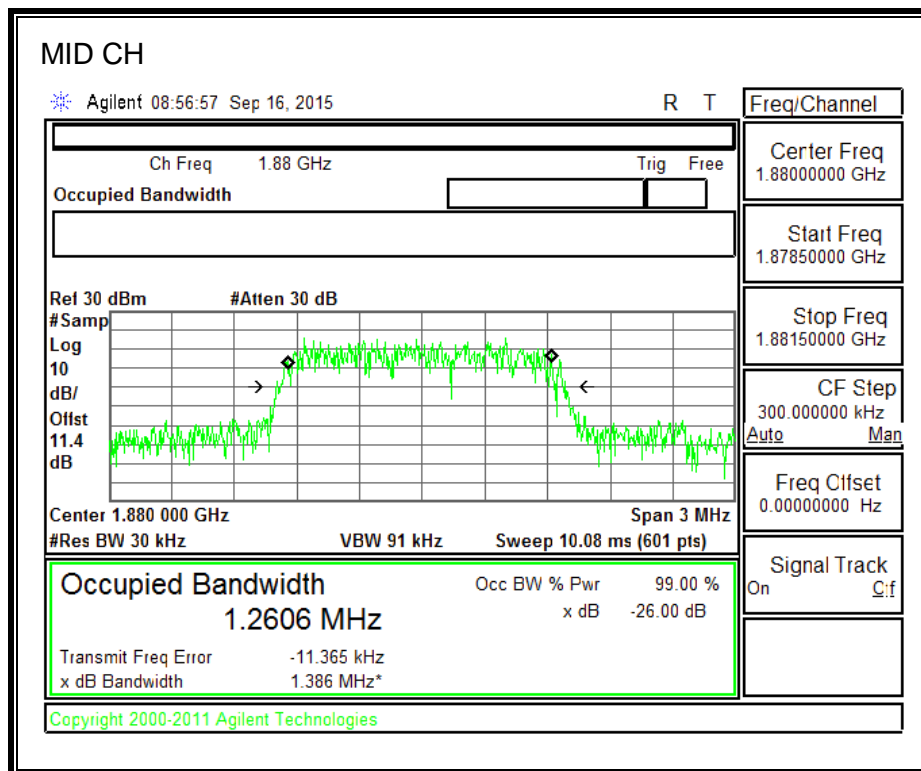 MID CH
Agilent 08:56:57 Sep 16, 2015 R T
Freq/Channel
Ch Freq 1.88 GHz Trig Free
Occupied Bandwidth
Center Freq
1.88000000 GHz
Start Freq
1.87850000 GHz
Stop Freq
1.88150000 GHz
CF Step
300.000000 kHz
Auto Man
Freq Offset
0.00000000 Hz
Signal Track
On Off
Ref 30 dBm #Atten 30 dB
#Samp
Log
10
dB/
Offst
11.4
dB
Center 1.880 000 GHz Span 3 MHz
#Res BW 30 kHz VBW 91 kHz Sweep 10.08 ms (601 pts)
Occupied Bandwidth Occ BW % Pwr 99.00 %
1.2606 MHz x dB -26.00 dB
Transmit Freq Error -11.365 kHz
x dB Bandwidth 1.386 MHz*
Copyright 2000-2011 Agilent Technologies